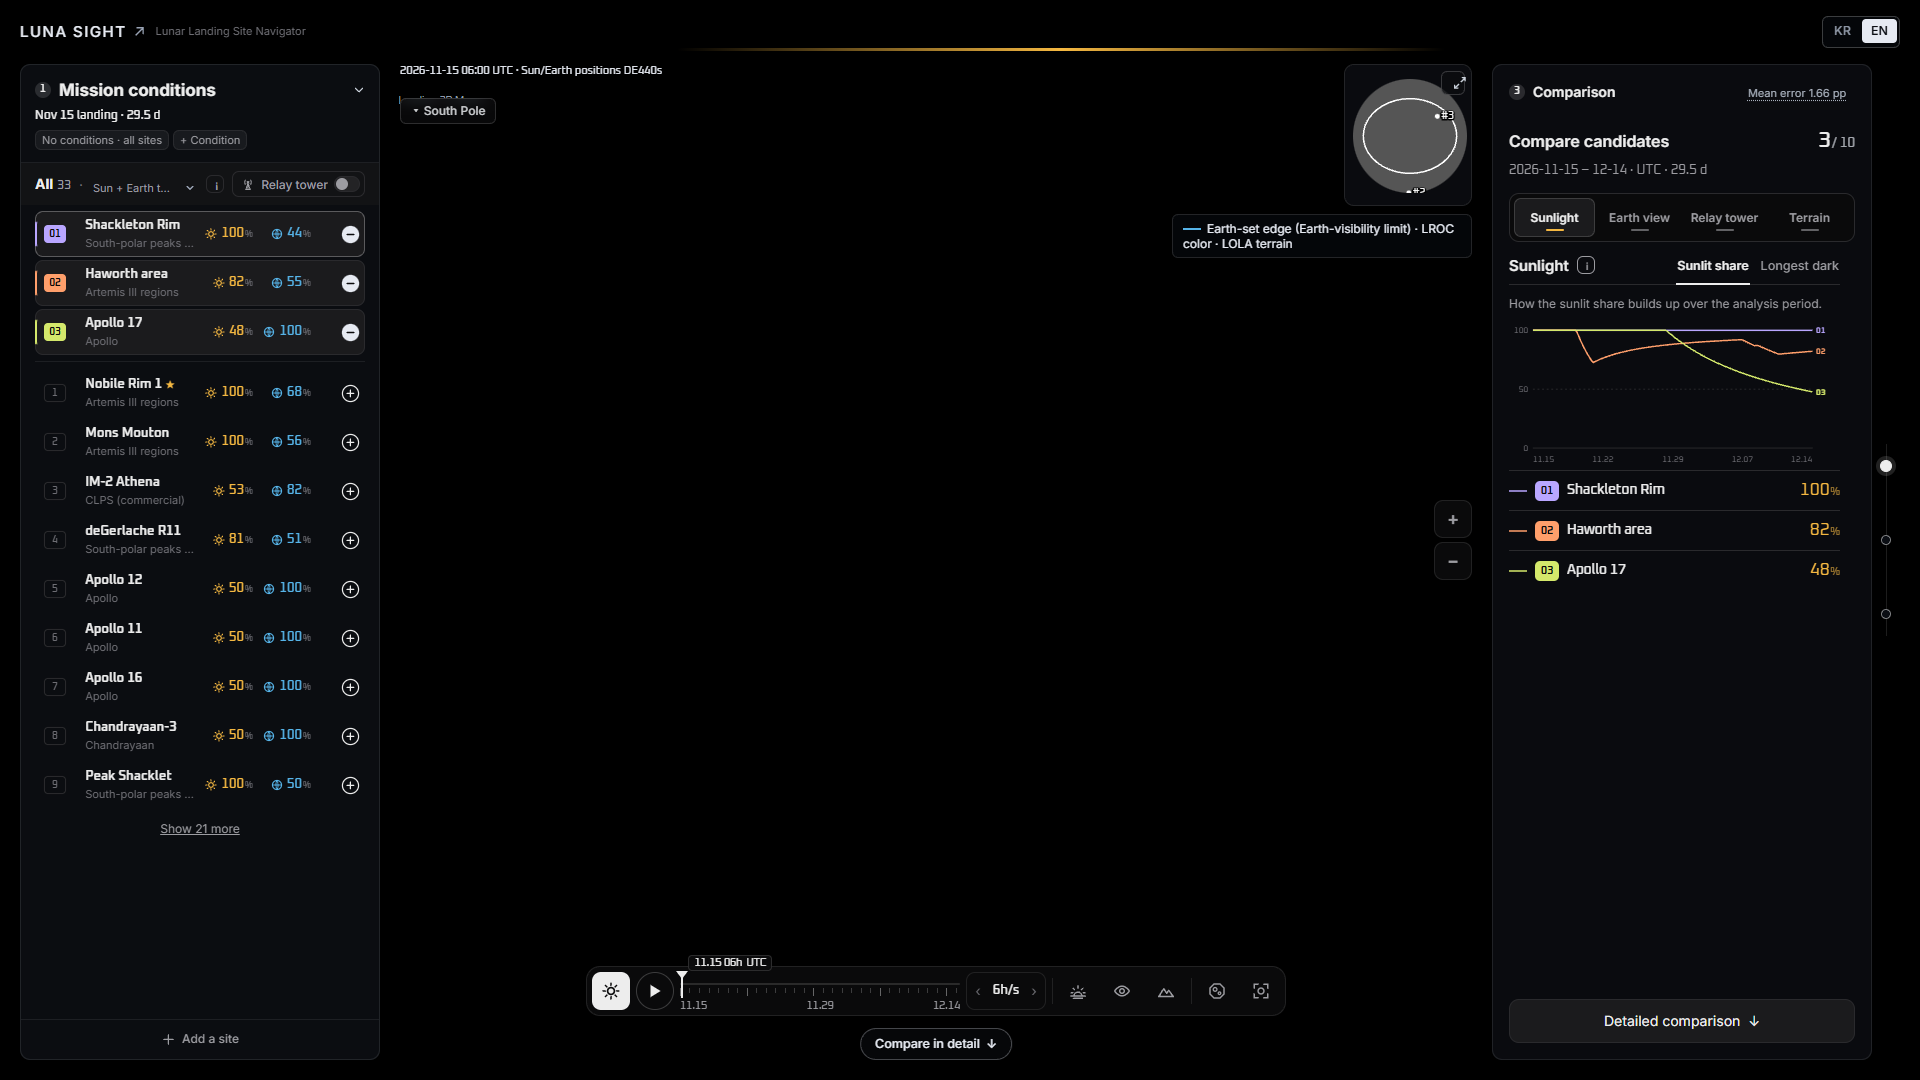 LUNA SIGHT
Lunar Landing Site Navigator
KR EN
1 Mission conditions
Nov 15 landing · 29.5 d
No conditions · all sites
+ Condition
All 33 · Sun + Earth t...
i
Relay tower
01 Shackleton Rim 100% 44%
South-polar peaks ...
02 Haworth area 82% 55%
Artemis III regions
03 Apollo 17 48% 100%
Apollo
1 Nobile Rim 1 ★ 100% 68%
Artemis III regions
2 Mons Mouton 100% 56%
Artemis III regions
3 IM-2 Athena 53% 82%
CLPS (commercial)
4 deGerlache R11 81% 51%
South-polar peaks ...
5 Apollo 12 50% 100%
Apollo
6 Apollo 11 50% 100%
Apollo
7 Apollo 16 50% 100%
Apollo
8 Chandrayaan-3 50% 100%
Chandrayaan
9 Peak Shacklet 100% 50%
South-polar peaks ...
Show 21 more
+ Add a site
2026-11-15 06:00 UTC · Sun/Earth positions DE440s
South Pole
#3
#2
Earth-set edge (Earth-visibility limit) · LROC
color · LOLA terrain
+
−
11.15 06h UTC
11.15 11.29 12.14
6h/s
Compare in detail ↓
3 Comparison
Mean error 1.66 pp
Compare candidates 3/ 10
2026-11-15 – 12-14 · UTC · 29.5 d
Sunlight Earth view Relay tower Terrain
Sunlight i Sunlit share Longest dark
How the sunlit share builds up over the analysis period.
100
50
0
01
02
03
11.15 11.22 11.29 12.07 12.14
01 Shackleton Rim 100%
02 Haworth area 82%
03 Apollo 17 48%
Detailed comparison ↓